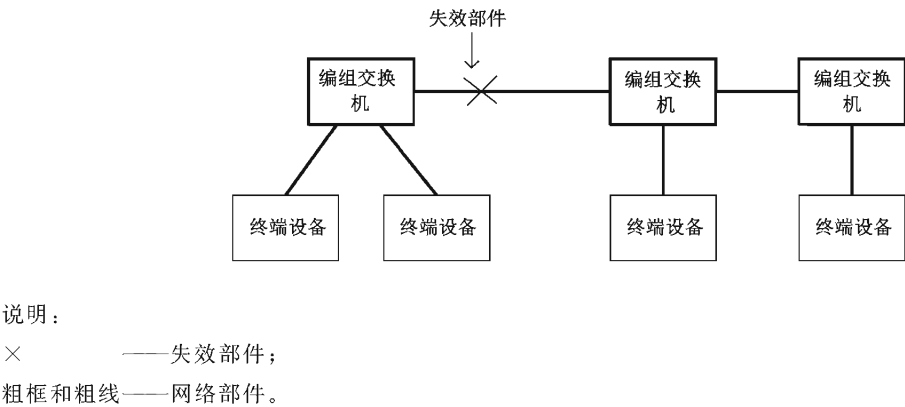 失效部件
编组交换
机
编组交换
机
编组交换
机
终端设备
终端设备
终端设备
终端设备
说明：
× ——失效部件；
粗框和粗线——网络部件。